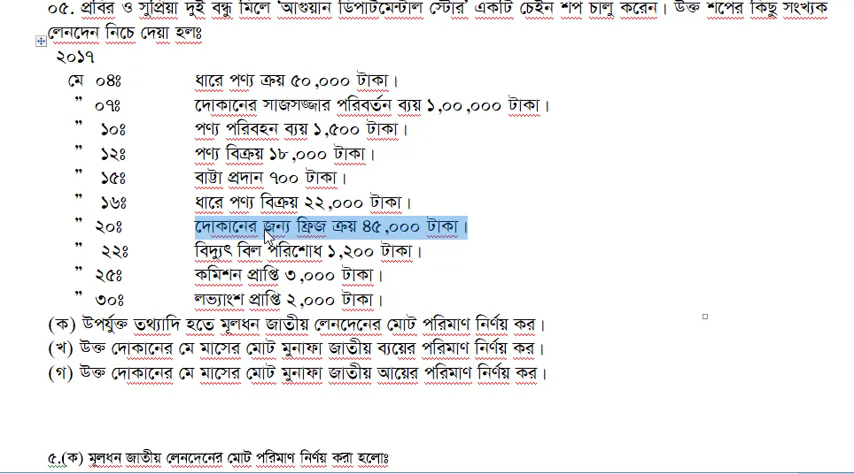 ০৫. প্রবির ও সুপ্রিয়া দুই বন্ধু মিলে 'আগুয়ান ডিপার্টমেন্টাল স্টোর' একটি চেইন শপ চালু করেন। উক্ত শপের কিছু সংখ্যক
লেনদেন নিচে দেয়া হলঃ
২০১৭
মে ০৪ঃ ধারে পণ্য ক্রয় ৫০,০০০ টাকা।
" ০৭ঃ দোকানের সাজসজ্জার পরিবর্তন ব্যয় ১,০০,০০০ টাকা।
" ১০ঃ পণ্য পরিবহন ব্যয় ১,৫০০ টাকা।
" ১২ঃ পণ্য বিক্রয় ১৮,০০০ টাকা।
" ১৫ঃ বাট্টা প্রদান ৭০০ টাকা।
" ১৬ঃ ধারে পণ্য বিক্রয় ২২,০০০ টাকা।
" ২০ঃ দোকানের জন্য ফ্রিজ ক্রয় ৪৫,০০০ টাকা।
" ২২ঃ বিদ্যুৎ বিল পরিশোধ ১,২০০ টাকা।
" ২৫ঃ কমিশন প্রাপ্তি ৩,০০০ টাকা।
" ৩০ঃ লভ্যাংশ প্রাপ্তি ২,০০০ টাকা।
(ক) উপর্যুক্ত তথ্যাদি হতে মূলধন জাতীয় লেনদেনের মোট পরিমাণ নির্ণয় কর।
(খ) উক্ত দোকানের মে মাসের মোট মুনাফা জাতীয় ব্যয়ের পরিমাণ নির্ণয় কর।
(গ) উক্ত দোকানের মে মাসের মোট মুনাফা জাতীয় আয়ের পরিমাণ নির্ণয় কর।
৫.(ক) মূলধন জাতীয় লেনদেনের মোট পরিমাণ নির্ণয় করা হলোঃ